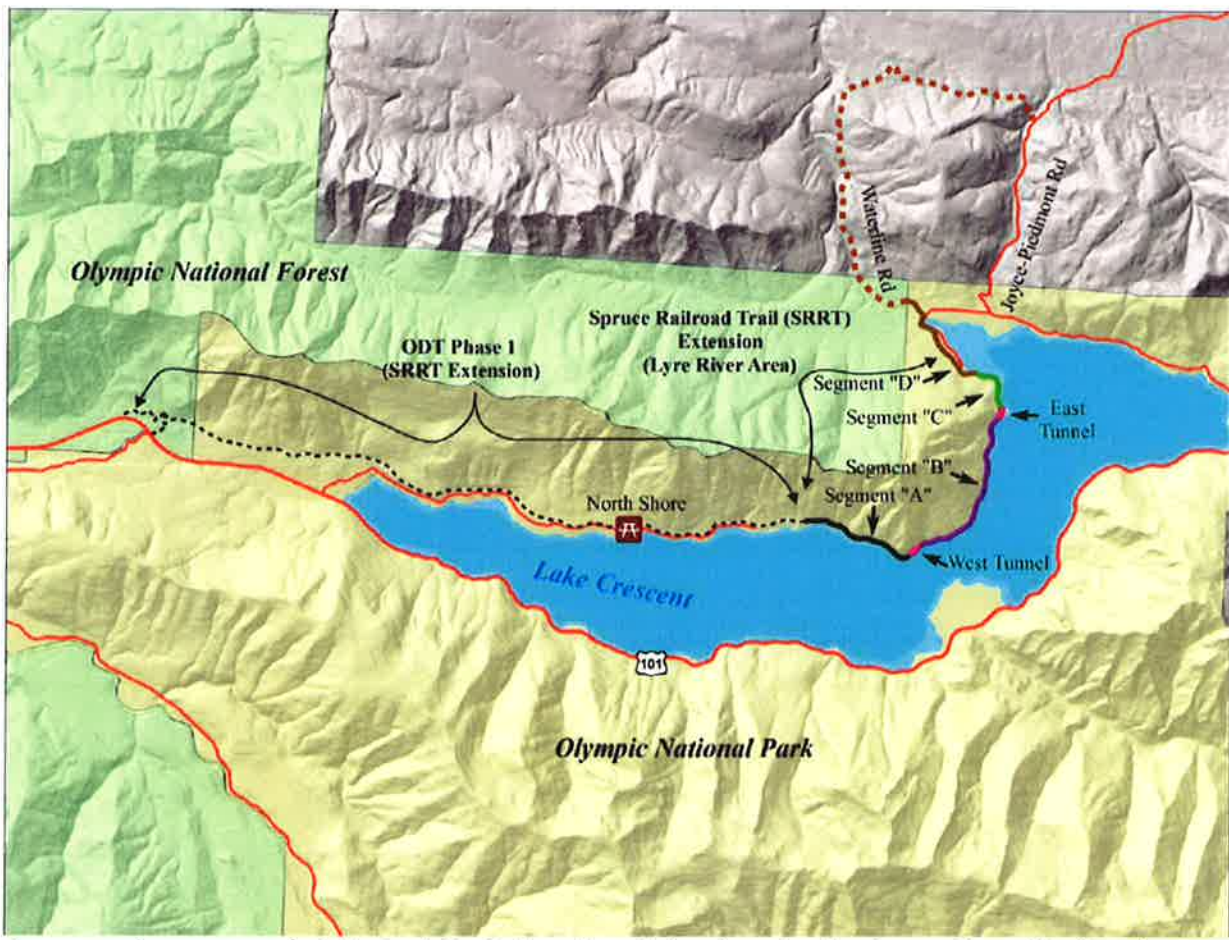 Waterline Rd
Joyce-Piedmont Rd
Olympic National Forest
Spruce Railroad Trail (SRRT)
Extension
(Lyre River Area)
ODT Phase 1
(SRRT Extension)
Segment "D"
Segment "C"
East
Tunnel
Segment "B"
Segment "A"
North Shore
West Tunnel
Lake Crescent
101
Olympic National Park